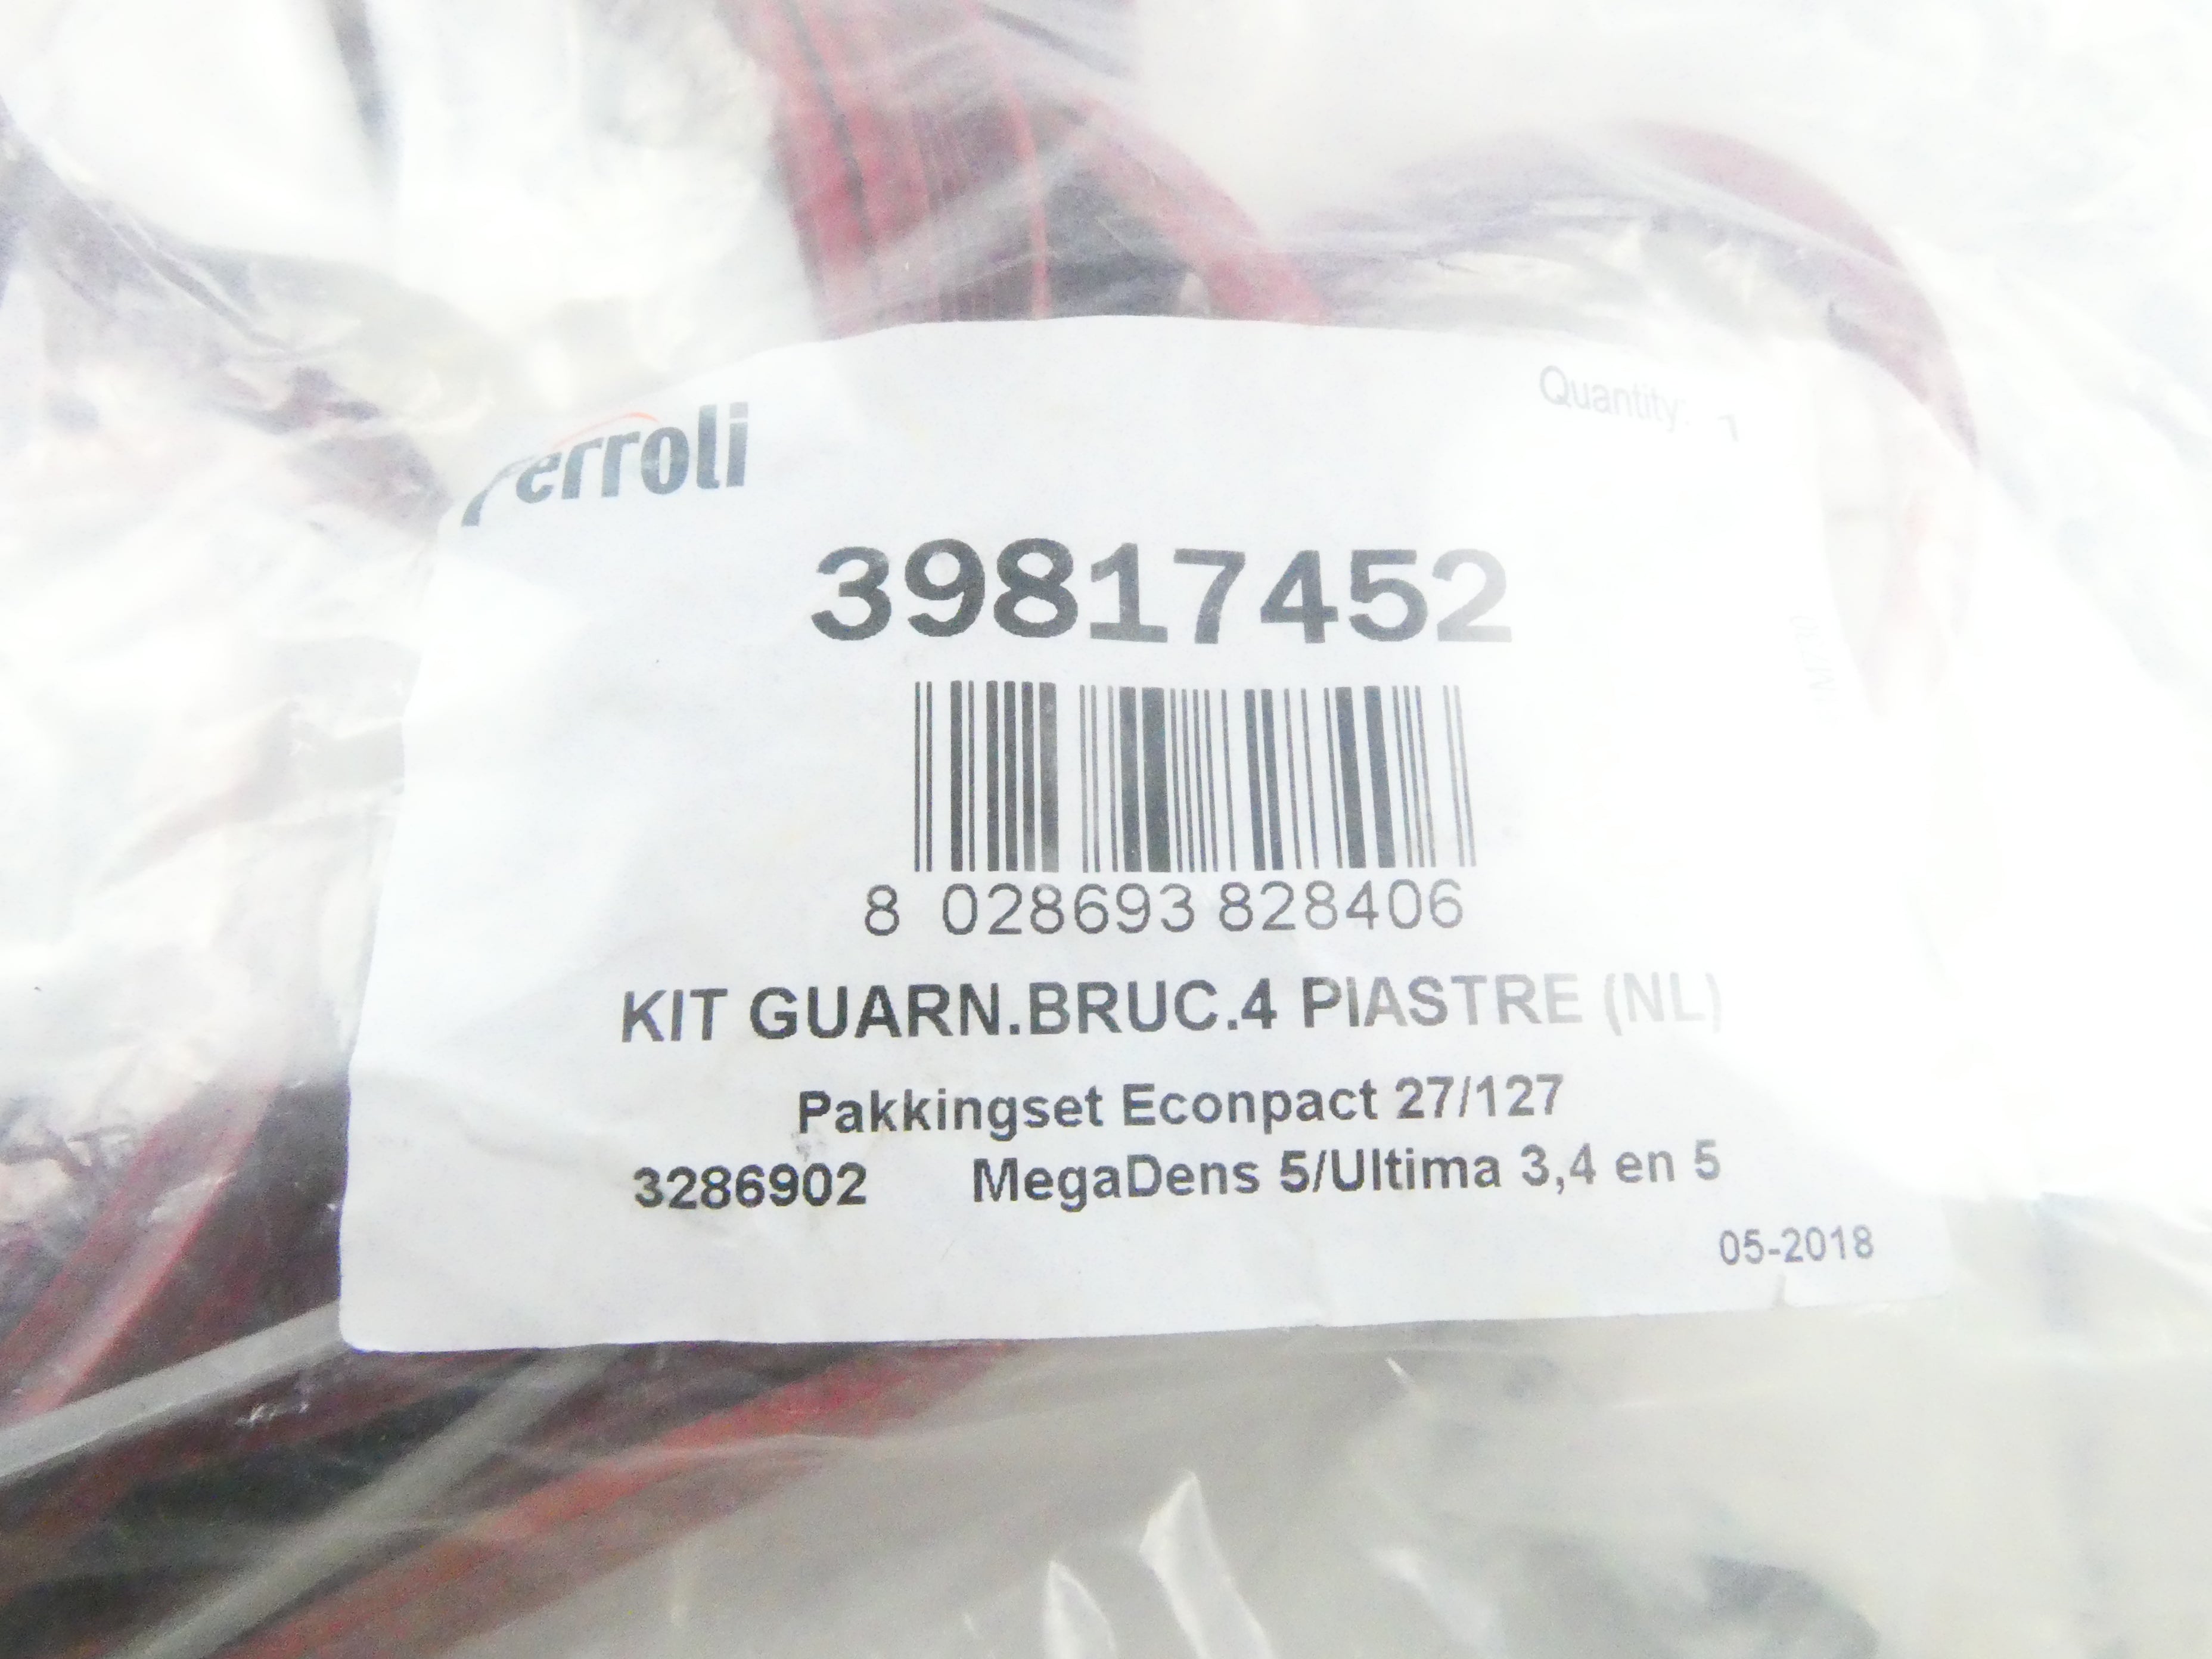 Ferroli
Quantity: 1
39817452
8 028693 828406
KIT GUARN.BRUC.4 PIASTRE (NL)
Pakkingset Econpact 27/127
3286902 MegaDens 5/Ultima 3,4 en 5
05-2018